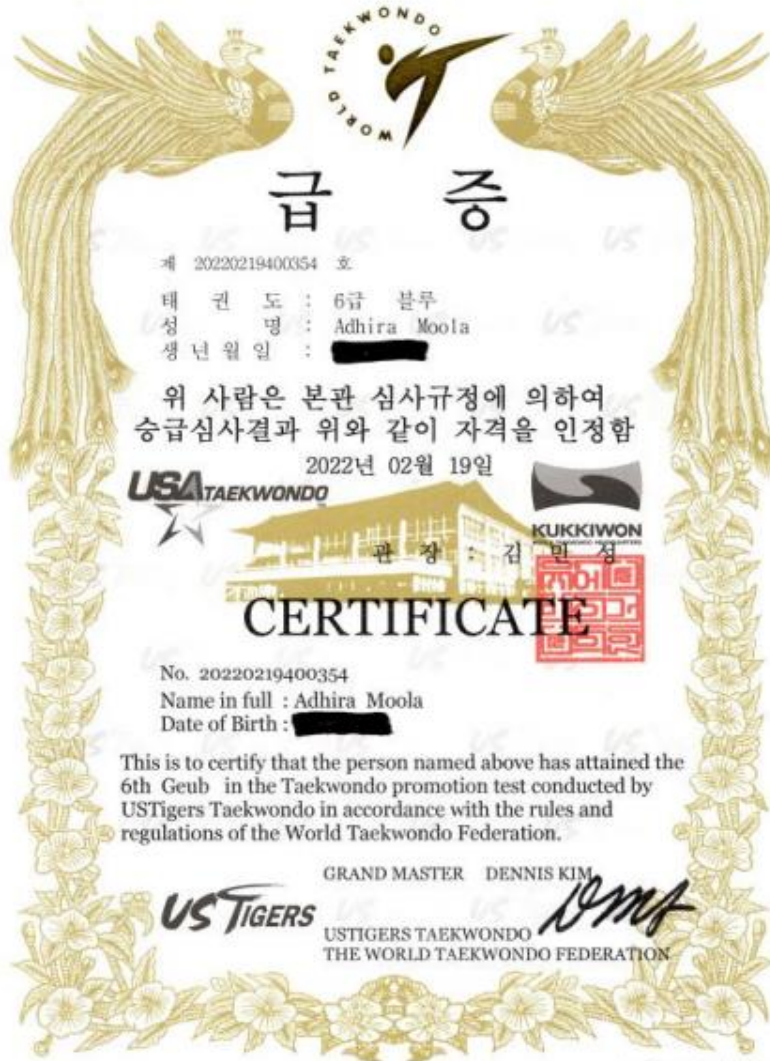 WORLD TAEKWONDO
급 증
제 20220219400354 호
태 권 도 : 6급 블루
성 명 : Adhira Moola
생 년 월 일 :
위 사람은 본관 심사규정에 의하여
승급심사결과 위와 같이 자격을 인정함
2022년 02월 19일
USA TAEKWONDO
KUKKIWON
관 장 : 김 민 성
CERTIFICATE
No. 20220219400354
Name in full : Adhira Moola
Date of Birth :
This is to certify that the person named above has attained the
6th Geub in the Taekwondo promotion test conducted by
USTigers Taekwondo in accordance with the rules and
regulations of the World Taekwondo Federation.
GRAND MASTER DENNIS KIM
US TIGERS
USTIGERS TAEKWONDO
THE WORLD TAEKWONDO FEDERATION